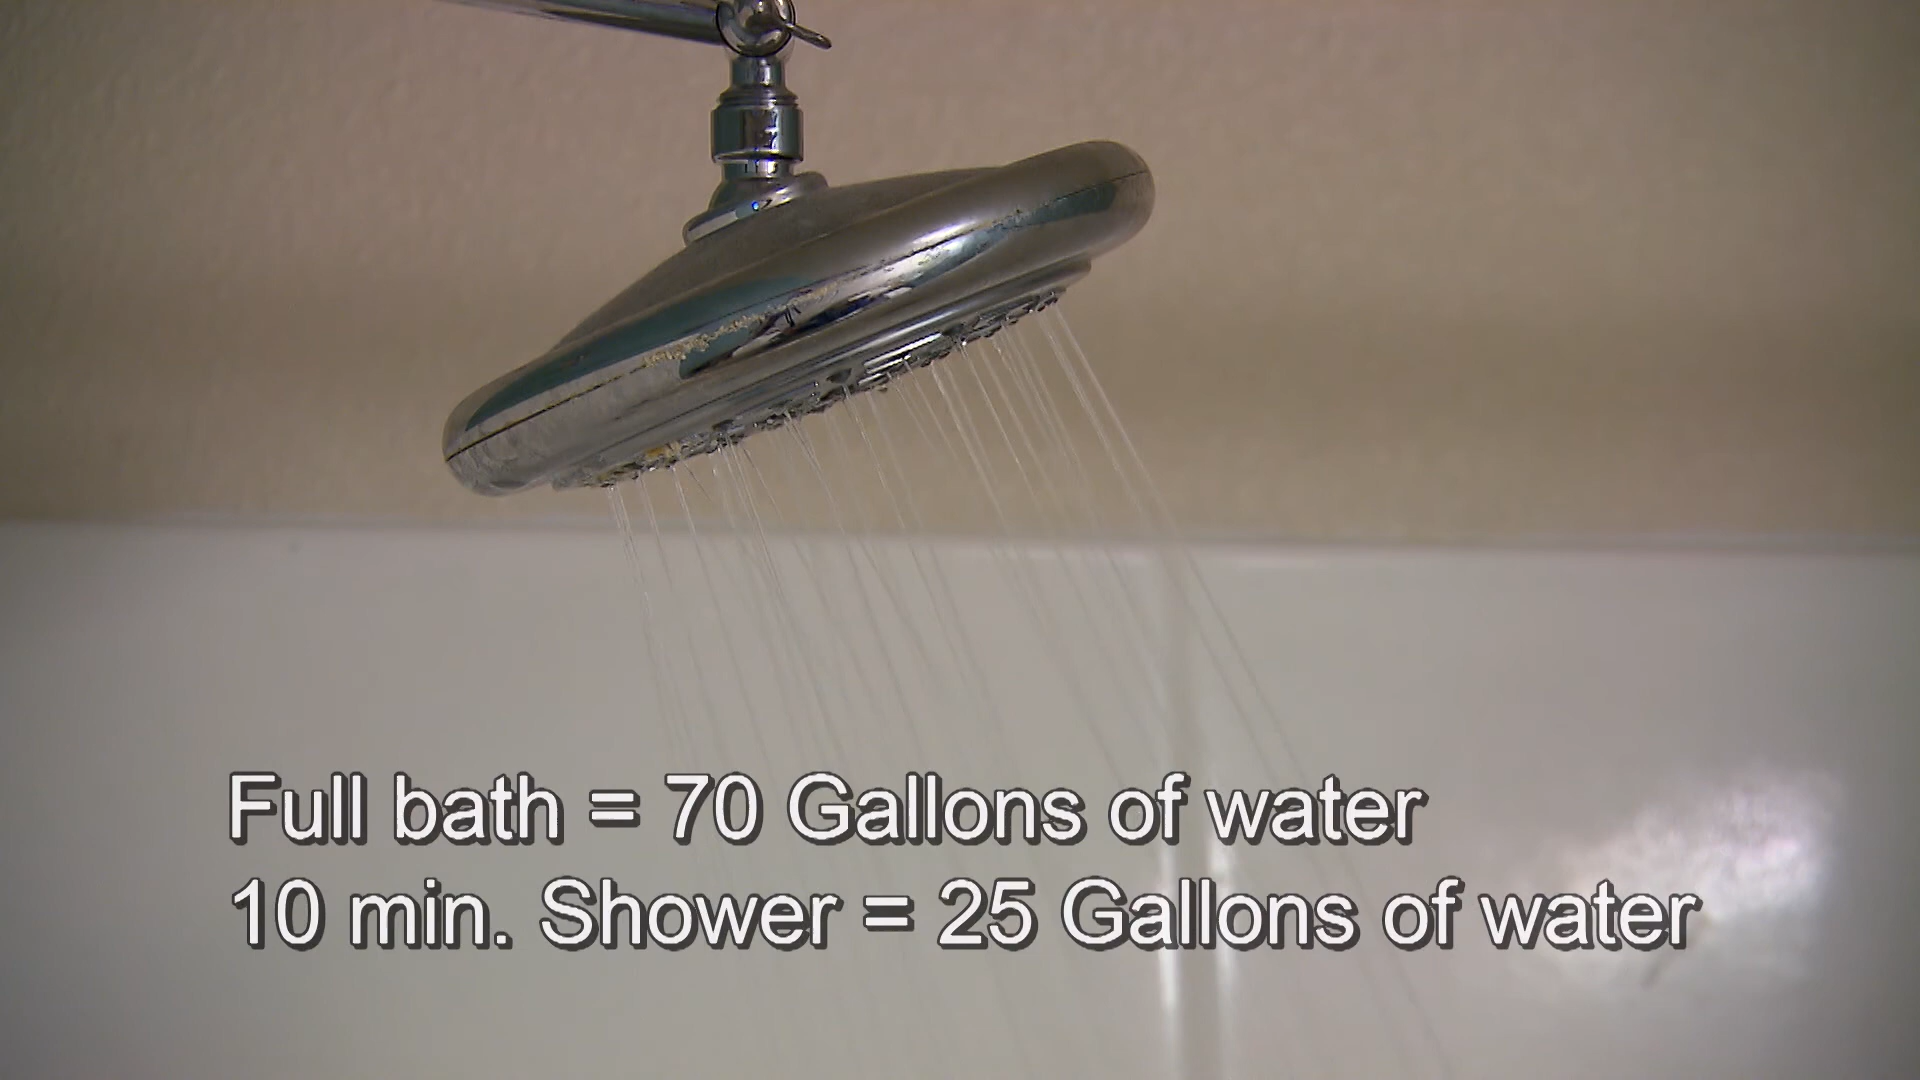 Full bath = 70 Gallons of water
10 min. Shower = 25 Gallons of water